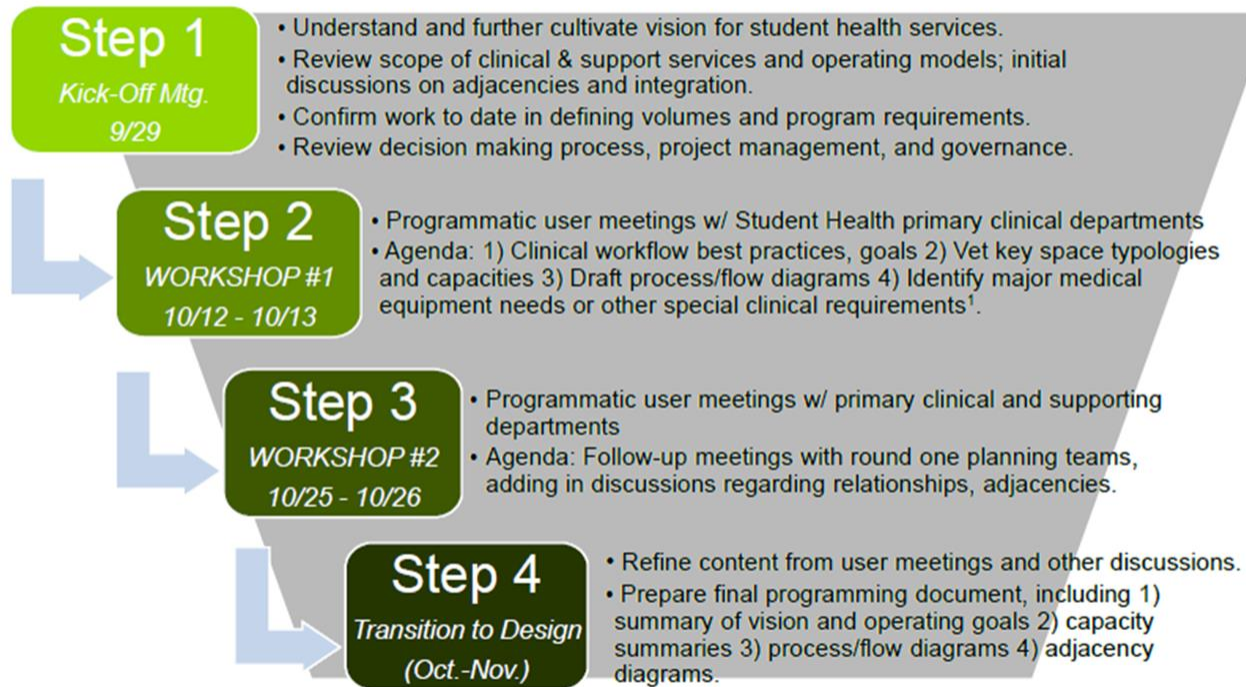 Step 1
Kick-Off Mtg.
9/29
• Understand and further cultivate vision for student health services.
• Review scope of clinical & support services and operating models; initial
discussions on adjacencies and integration.
• Confirm work to date in defining volumes and program requirements.
• Review decision making process, project management, and governance.
Step 2
WORKSHOP #1
10/12 - 10/13
• Programmatic user meetings w/ Student Health primary clinical departments
• Agenda: 1) Clinical workflow best practices, goals 2) Vet key space typologies
and capacities 3) Draft process/flow diagrams 4) Identify major medical
equipment needs or other special clinical requirements¹.
Step 3
WORKSHOP #2
10/25 - 10/26
• Programmatic user meetings w/ primary clinical and supporting
departments
• Agenda: Follow-up meetings with round one planning teams,
adding in discussions regarding relationships, adjacencies.
Step 4
Transition to Design
(Oct.-Nov.)
• Refine content from user meetings and other discussions.
• Prepare final programming document, including 1)
summary of vision and operating goals 2) capacity
summaries 3) process/flow diagrams 4) adjacency
diagrams.